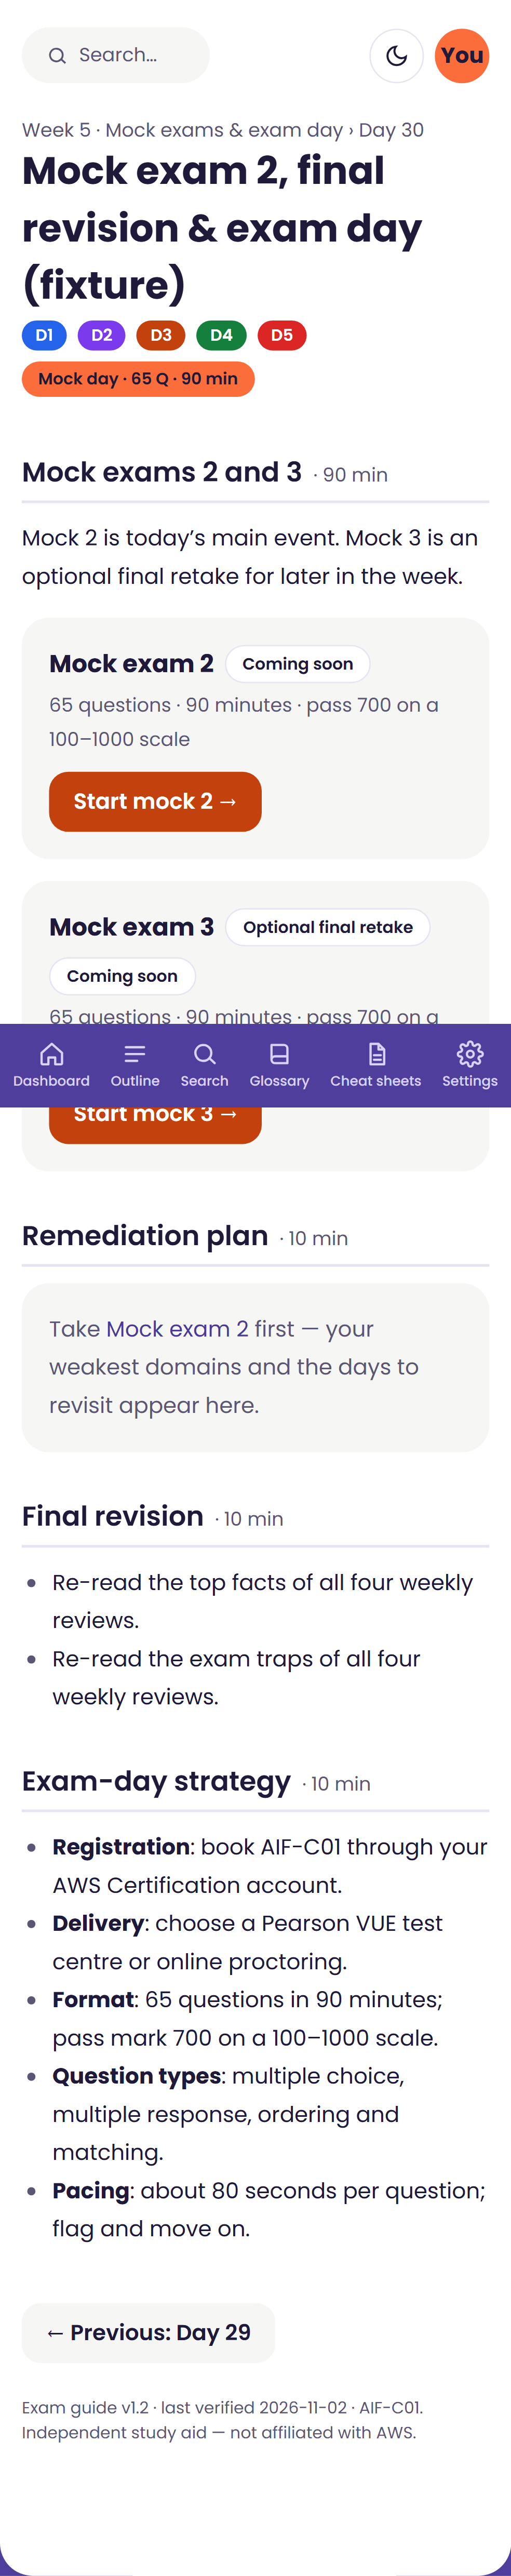 Search...
You
Week 5 · Mock exams & exam day › Day 30
Mock exam 2, final
revision & exam day
(fixture)
D1 D2 D3 D4 D5
Mock day · 65 Q · 90 min
Mock exams 2 and 3 · 90 min
Mock 2 is today’s main event. Mock 3 is an
optional final retake for later in the week.
Mock exam 2 Coming soon
65 questions · 90 minutes · pass 700 on a
100–1000 scale
Start mock 2 →
Mock exam 3 Optional final retake
Coming soon
65 questions · 90 minutes · pass 700 on a
Dashboard Outline Search Glossary Cheat sheets Settings
Start mock 3 →
Remediation plan · 10 min
Take Mock exam 2 first — your
weakest domains and the days to
revisit appear here.
Final revision · 10 min
• Re-read the top facts of all four weekly
reviews.
• Re-read the exam traps of all four
weekly reviews.
Exam-day strategy · 10 min
• Registration: book AIF-C01 through your
AWS Certification account.
• Delivery: choose a Pearson VUE test
centre or online proctoring.
• Format: 65 questions in 90 minutes;
pass mark 700 on a 100–1000 scale.
• Question types: multiple choice,
multiple response, ordering and
matching.
• Pacing: about 80 seconds per question;
flag and move on.
← Previous: Day 29
Exam guide v1.2 · last verified 2026-11-02 · AIF-C01.
Independent study aid — not affiliated with AWS.